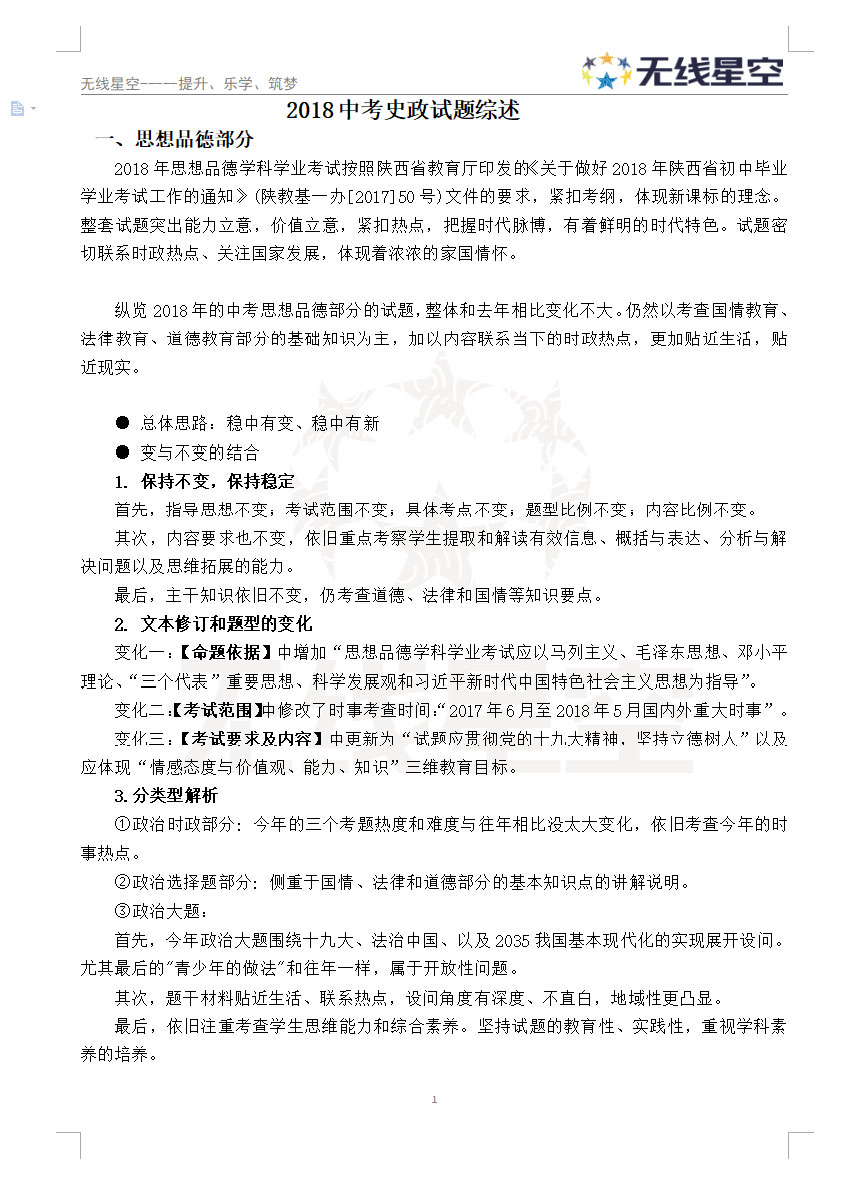 无线星空-——提升、乐学、筑梦
无线星空
2018中考史政试题综述
一、思想品德部分
2018年思想品德学科学业考试按照陕西省教育厅印发的《关于做好2018年陕西省初中毕业
学业考试工作的通知》(陕教基一办[2017]50号)文件的要求，紧扣考纲，体现新课标的理念。
整套试题突出能力立意，价值立意，紧扣热点，把握时代脉搏，有着鲜明的时代特色。试题密
切联系时政热点、关注国家发展，体现着浓浓的家国情怀。
纵览2018年的中考思想品德部分的试题，整体和去年相比变化不大。仍然以考查国情教育、
法律教育、道德教育部分的基础知识为主，加以内容联系当下的时政热点，更加贴近生活，贴
近现实。
● 总体思路：稳中有变、稳中有新
● 变与不变的结合
1. 保持不变，保持稳定
首先，指导思想不变；考试范围不变；具体考点不变；题型比例不变；内容比例不变。
其次，内容要求也不变，依旧重点考察学生提取和解读有效信息、概括与表达、分析与解
决问题以及思维拓展的能力。
最后，主干知识依旧不变，仍考查道德、法律和国情等知识要点。
2. 文本修订和题型的变化
变化一：【命题依据】中增加“思想品德学科学业考试应以马列主义、毛泽东思想、邓小平
理论、“三个代表”重要思想、科学发展观和习近平新时代中国特色社会主义思想为指导”。
变化二：【考试范围】中修改了时事考查时间：“2017年6月至2018年5月国内外重大时事”。
变化三：【考试要求及内容】中更新为“试题应贯彻党的十九大精神，坚持立德树人”以及
应体现“情感态度与价值观、能力、知识”三维教育目标。
3.分类型解析
①政治时政部分：今年的三个考题热度和难度与往年相比没太大变化，依旧考查今年的时
事热点。
②政治选择题部分：侧重于国情、法律和道德部分的基本知识点的讲解说明。
③政治大题：
首先，今年政治大题围绕十九大、法治中国、以及2035我国基本现代化的实现展开设问。
尤其最后的"青少年的做法"和往年一样，属于开放性问题。
其次，题干材料贴近生活、联系热点，设问角度有深度、不直白，地域性更凸显。
最后，依旧注重考查学生思维能力和综合素养。坚持试题的教育性、实践性，重视学科素
养的培养。
1